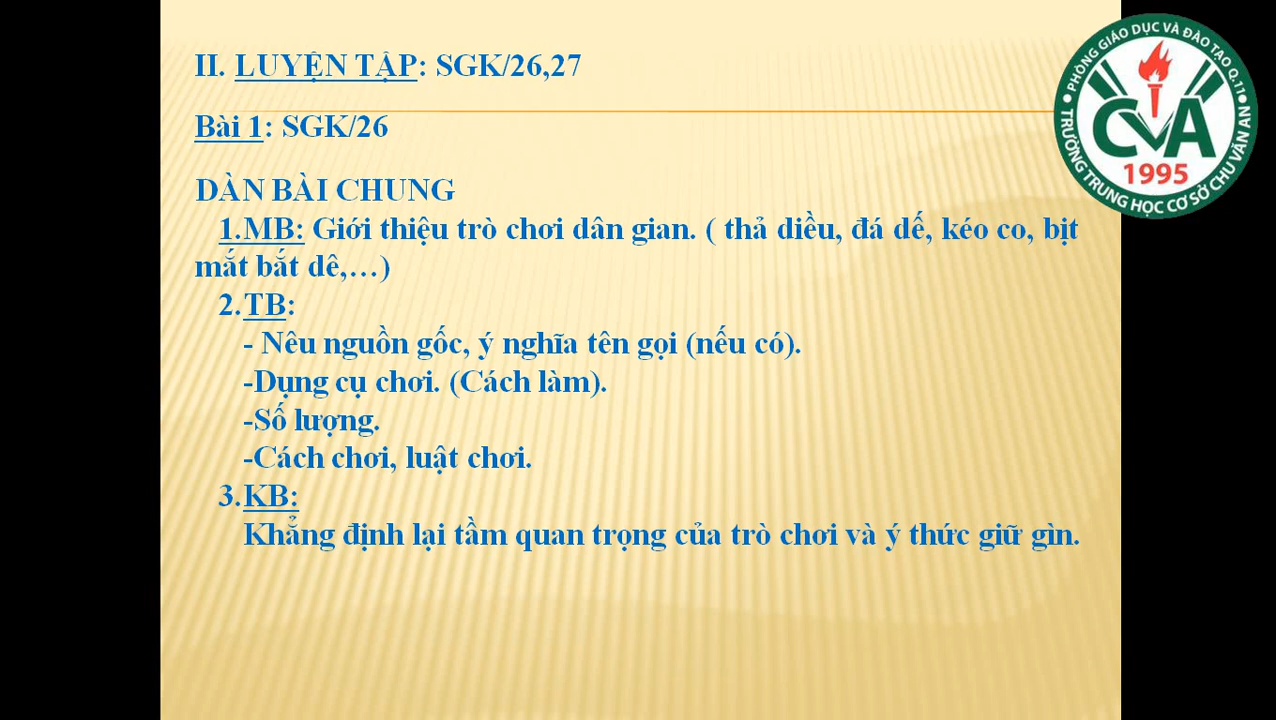 II. LUYỆN TẬP: SGK/26,27
Bài 1: SGK/26
DÀN BÀI CHUNG
1.MB: Giới thiệu trò chơi dân gian. ( thả diều, đá dế, kéo co, bịt
mắt bắt dê,…)
2.TB:
- Nêu nguồn gốc, ý nghĩa tên gọi (nếu có).
-Dụng cụ chơi. (Cách làm).
-Số lượng.
-Cách chơi, luật chơi.
3.KB:
Khẳng định lại tầm quan trọng của trò chơi và ý thức giữ gìn.
PHÒNG GIÁO DỤC VÀ ĐÀO TẠO Q.11
CVA
1995
TRƯỜNG TRUNG HỌC CƠ SỞ CHU VĂN AN